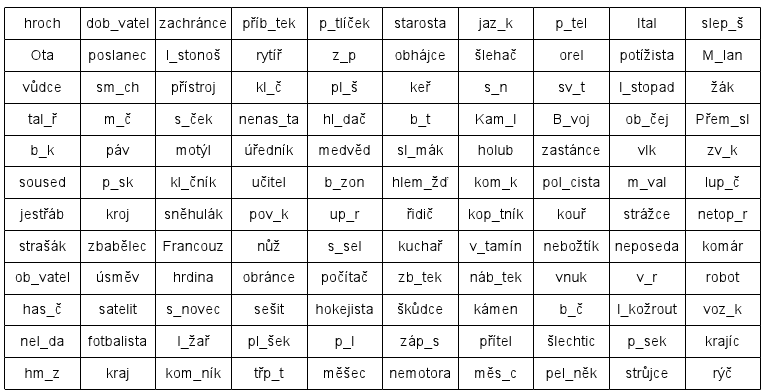 hroch dob_vatel zachránce příb_tek p_tlíček starosta jaz_k p_tel Ital slep_š
Ota poslanec l_stonoš rytíř z_p obhájce šlehač orel potížista M_lan
vůdce sm_ch přístroj kl_č pl_š keř s_n sv_t l_stopad žák
tal_ř m_č s_ček nenas_ta hl_dač b_t Kam_l B_voj ob_čej Přem_sl
b_k páv motýl úředník medvěd sl_mák holub zastánce vlk zv_k
soused p_sk kl_čník učitel b_zon hlem_žď kom_k pol_cista m_val lup_č
jestřáb kroj sněhulák pov_k up_r řidič kop_tník kouř strážce netop_r
strašák zbabělec Francouz nůž s_sel kuchař v_tamín nebožtík neposeda komár
ob_vatel úsměv hrdina obránce počítač zb_tek náb_tek vnuk v_r robot
has_č satelit s_novec sešit hokejista škůdce kámen b_č l_kožrout voz_k
nel_da fotbalista l_žař pl_šek p_l záp_s přítel šlechtic p_sek krajíc
hm_z kraj kom_ník třp_t měšec nemotora měs_c pel_něk strůjce rýč